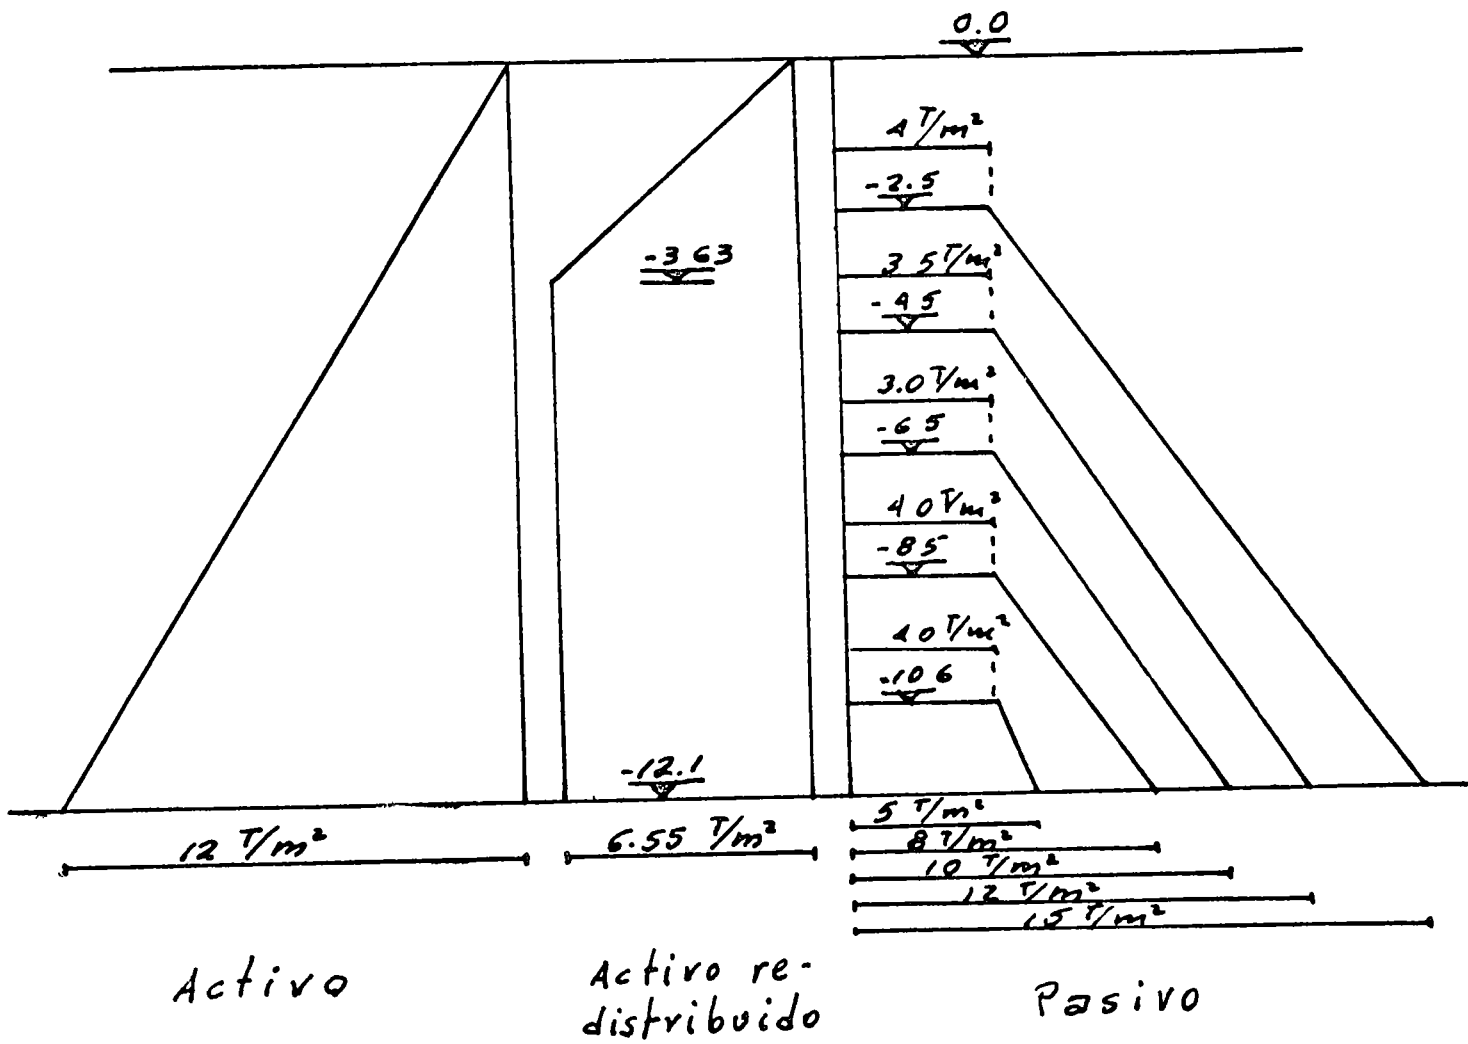 0.0
4 T/m²
-2.5
-3 63
3 5 T/m²
-4 5
3.0 T/m²
-6 5
4 0 T/m²
-8 5
4 0 T/m²
-10 6
-12.1
12 T/m²
6.55 T/m²
5 T/m²
8 T/m²
10 T/m²
12 T/m²
15 T/m²
Activo
Activo re-
distribuido
Pasivo